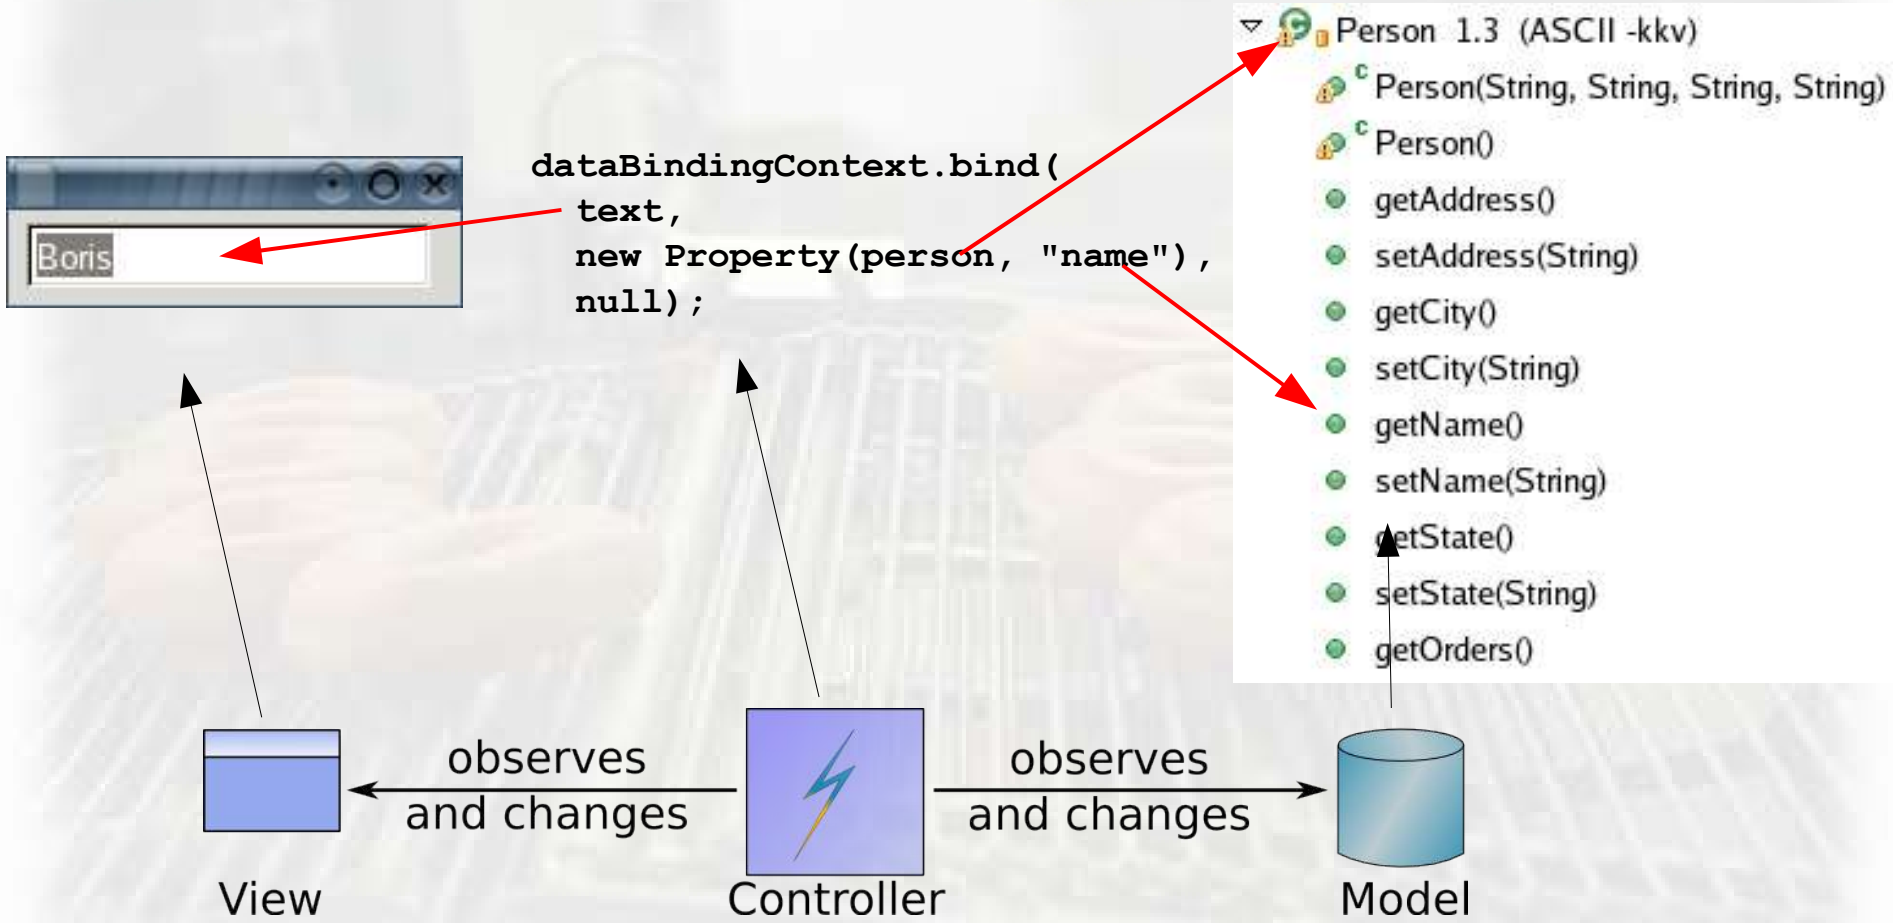 Person 1.3 (ASCII -kkv)
Person(String, String, String, String)
Person()
getAddress()
setAddress(String)
getCity()
setCity(String)
getName()
setName(String)
getState()
setState(String)
getOrders()
Boris
dataBindingContext.bind(
text,
new Property(person, "name"),
null);
observes
and changes
observes
and changes
View
Controller
Model